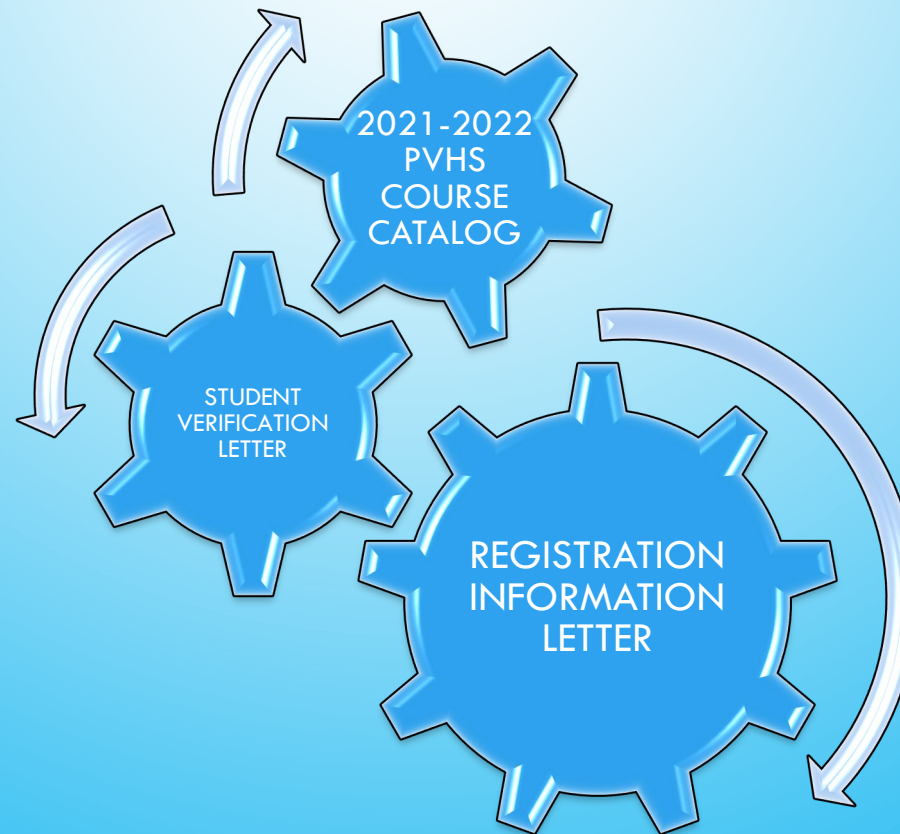 2021-2022
PVHS
COURSE
CATALOG
STUDENT
VERIFICATION
LETTER
REGISTRATION
INFORMATION
LETTER